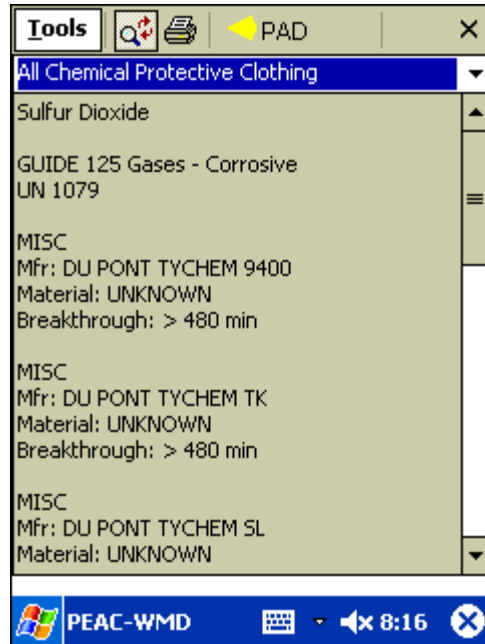 Tools PAD
All Chemical Protective Clothing
Sulfur Dioxide
GUIDE 125 Gases - Corrosive
UN 1079
MISC
Mfr: DU PONT TYCHEM 9400
Material: UNKNOWN
Breakthrough: > 480 min
MISC
Mfr: DU PONT TYCHEM TK
Material: UNKNOWN
Breakthrough: > 480 min
MISC
Mfr: DU PONT TYCHEM SL
Material: UNKNOWN
PEAC-WMD 8:16